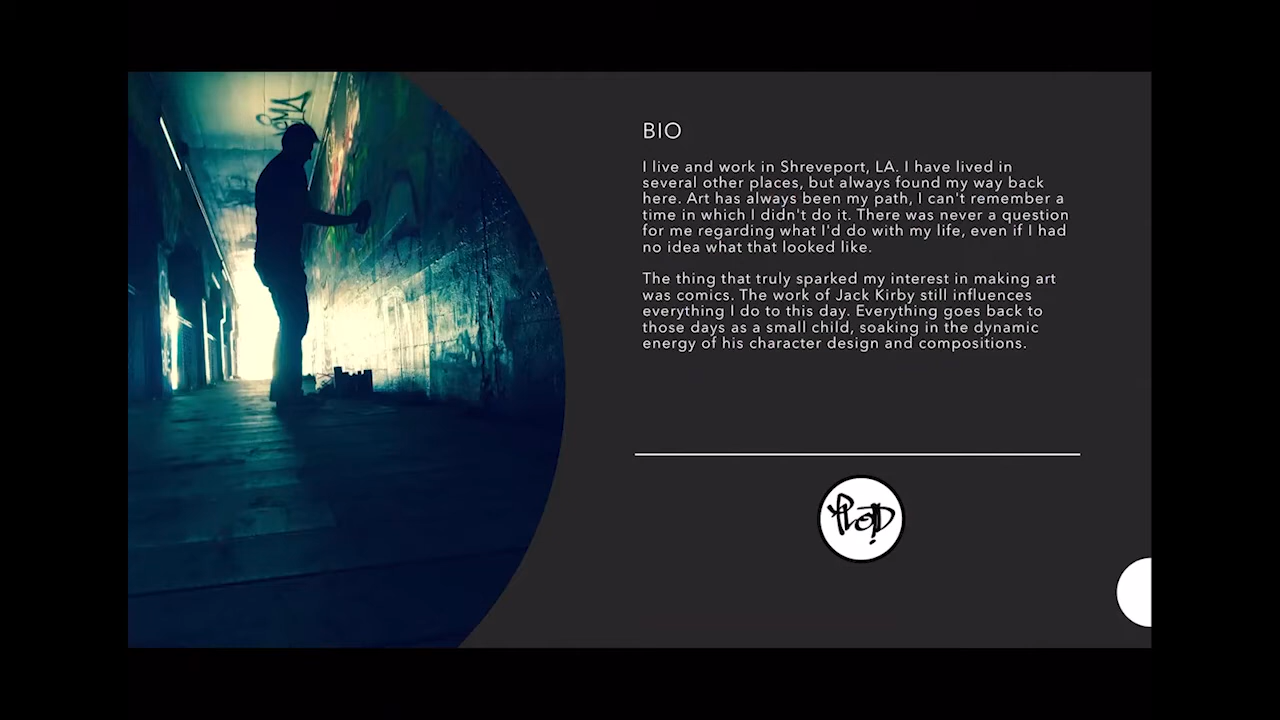 BIO
I live and work in Shreveport, LA. I have lived in
several other places, but always found my way back
here. Art has always been my path, I can't remember a
time in which I didn't do it. There was never a question
for me regarding what I'd do with my life, even if I had
no idea what that looked like.
The thing that truly sparked my interest in making art
was comics. The work of Jack Kirby still influences
everything I do to this day. Everything goes back to
those days as a small child, soaking in the dynamic
energy of his character design and compositions.